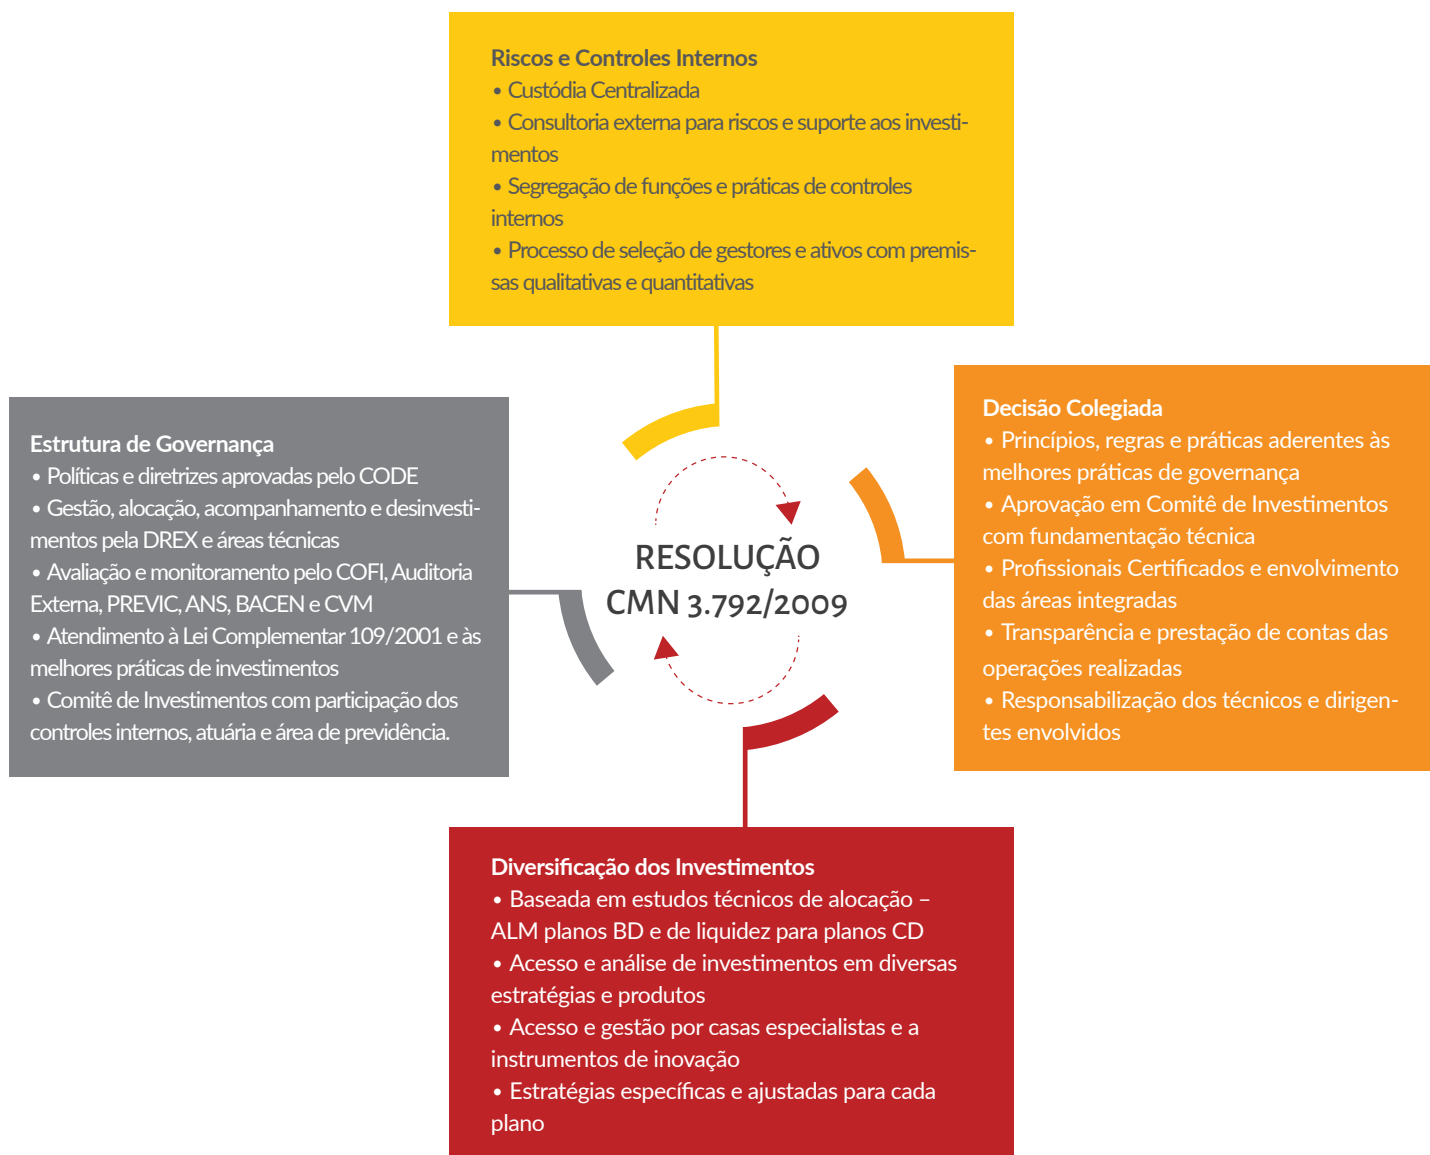 Riscos e Controles Internos
• Custódia Centralizada
• Consultoria externa para riscos e suporte aos investi-
mentos
• Segregação de funções e práticas de controles
internos
• Processo de seleção de gestores e ativos com premis-
sas qualitativas e quantitativas
Estrutura de Governança
• Políticas e diretrizes aprovadas pelo CODE
• Gestão, alocação, acompanhamento e desinvesti-
mentos pela DREX e áreas técnicas
• Avaliação e monitoramento pelo COFI, Auditoria
Externa, PREVIC, ANS, BACEN e CVM
• Atendimento à Lei Complementar 109/2001 e às
melhores práticas de investimentos
• Comitê de Investimentos com participação dos
controles internos, atuária e área de previdência.
RESOLUÇÃO
CMN 3.792/2009
Decisão Colegiada
• Princípios, regras e práticas aderentes às
melhores práticas de governança
• Aprovação em Comitê de Investimentos
com fundamentação técnica
• Profissionais Certificados e envolvimento
das áreas integradas
• Transparência e prestação de contas das
operações realizadas
• Responsabilização dos técnicos e dirigen-
tes envolvidos
Diversificação dos Investimentos
• Baseada em estudos técnicos de alocação –
ALM planos BD e de liquidez para planos CD
• Acesso e análise de investimentos em diversas
estratégias e produtos
• Acesso e gestão por casas especialistas e a
instrumentos de inovação
• Estratégias específicas e ajustadas para cada
plano